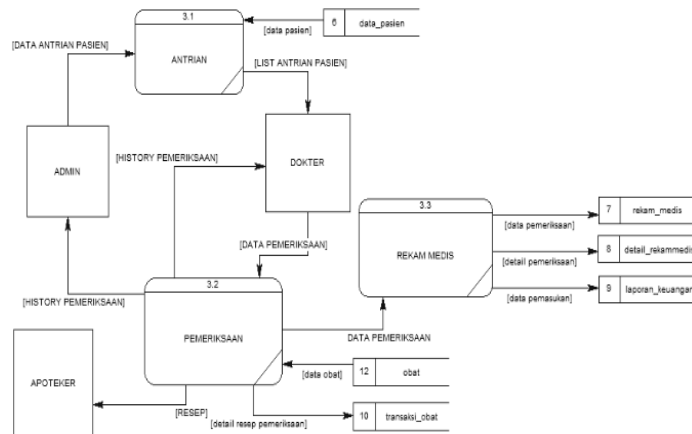 3.1
ANTRIAN
[DATA ANTRIAN PASIEN]
[data pasien]
6 data_pasien
[LIST ANTRIAN PASIEN]
ADMIN
[HISTORY PEMERIKSAAN]
DOKTER
3.3
REKAM MEDIS
7 rekam_medis
[data pemeriksaan]
8 detail_rekammedis
[detail pemeriksaan]
9 laporan_keuangan
[data pemasukan]
[DATA PEMERIKSAAN]
3.2
PEMERIKSAAN
[HISTORY PEMERIKSAAN]
DATA PEMERIKSAAN
APOTEKER
[RESEP]
[data obat]
12 obat
[detail resep pemeriksaan]
10 transaksi_obat